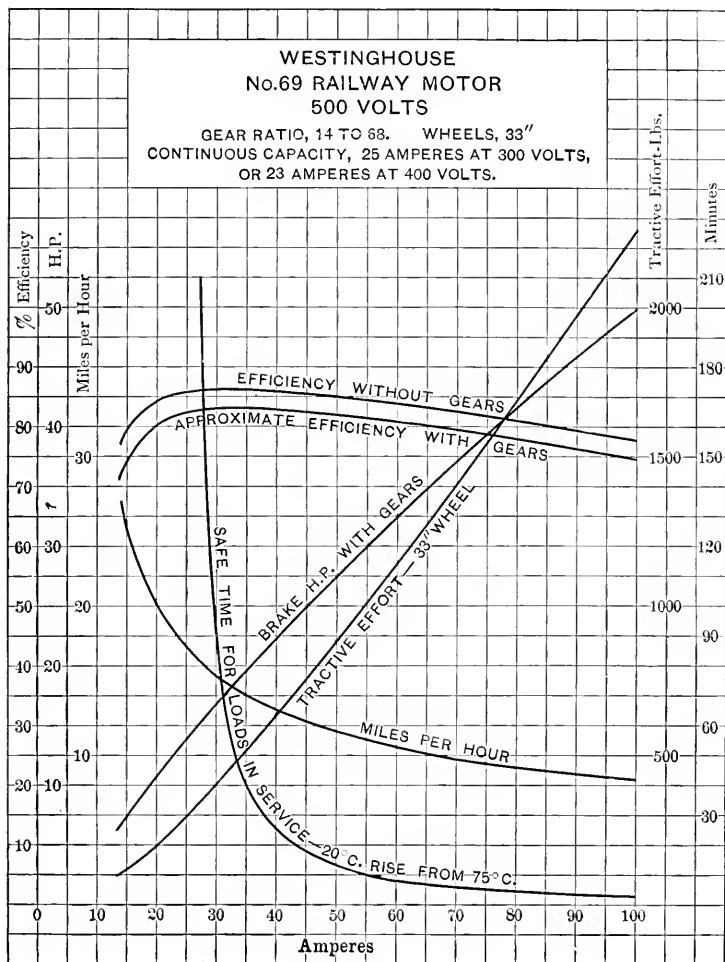 WESTINGHOUSE
No.69 RAILWAY MOTOR
500 VOLTS
GEAR RATIO, 14 TO 68. WHEELS, 33″
CONTINUOUS CAPACITY, 25 AMPERES AT 300 VOLTS,
OR 23 AMPERES AT 400 VOLTS.
% Efficiency
H.P.
Miles per Hour
Tractive Effort-Lbs.
Minutes
50 2000 210
90 180
EFFICIENCY WITHOUT GEARS
80 40 APPROXIMATE EFFICIENCY WITH GEARS
30 1500 150
70 120
60 30
SAFE TIME FOR LOADS IN SERVICE—20°C. RISE FROM 75°C.
BRAKE H.P. WITH GEARS
TRACTIVE EFFORT—33″ WHEEL
50 20 1000 90
40 20
30 60
MILES PER HOUR
20 10 10 500
10 30
0 10 20 30 40 50 60 70 80 90 100
Amperes